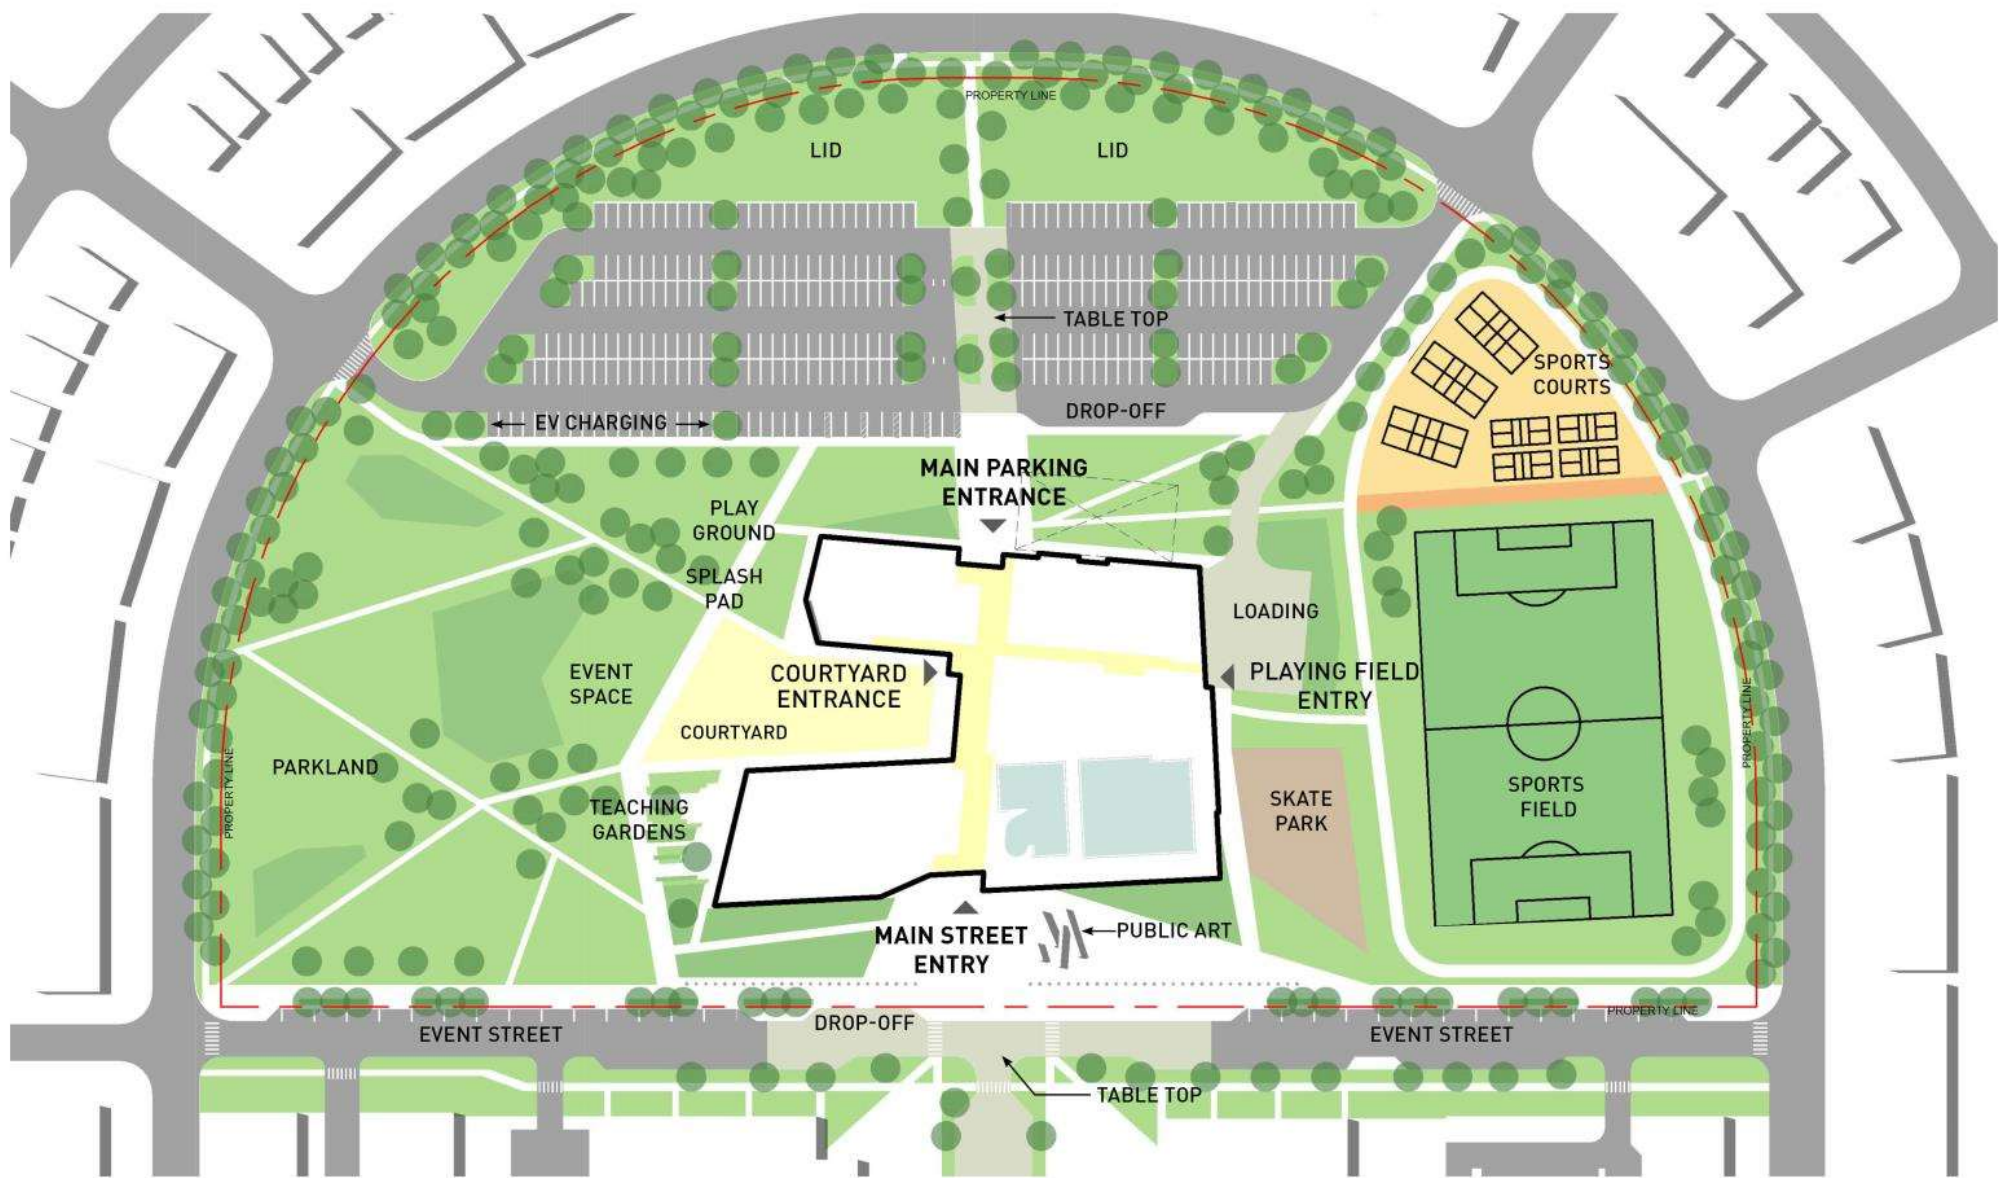 PROPERTY LINE
LID
LID
TABLE TOP
SPORTS
COURTS
DROP-OFF
EV CHARGING
MAIN PARKING
ENTRANCE
PLAY
GROUND
SPLASH
PAD
LOADING
EVENT
SPACE
COURTYARD
ENTRANCE
PLAYING FIELD
ENTRY
COURTYARD
PARKLAND
PROPERTY LINE
PROPERTY LINE
TEACHING
GARDENS
SKATE
PARK
SPORTS
FIELD
MAIN STREET
ENTRY
PUBLIC ART
PROPERTY LINE
EVENT STREET
DROP-OFF
EVENT STREET
TABLE TOP